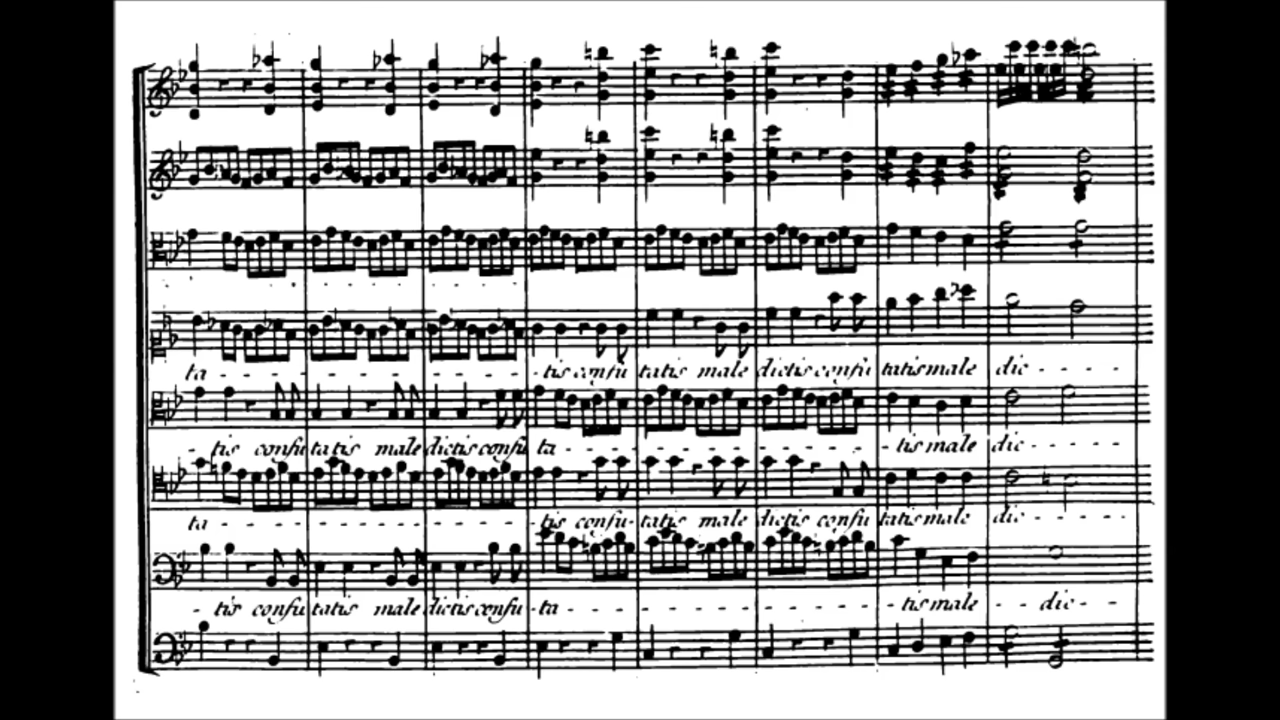 ta - - - - - - - - - - tis confu tatis male dictis confu tatis male dic - - - - -
- tis confu tatis male dictis confu ta - - - - - - - - - - tis male dic - - - - -
ta - - - - - - - - - - tis confu - tatis male dictis confu tatis male dic - - - - -
- tis confu tatis male dictis confu - ta - - - - - - - - - - tis male - - dic - - -